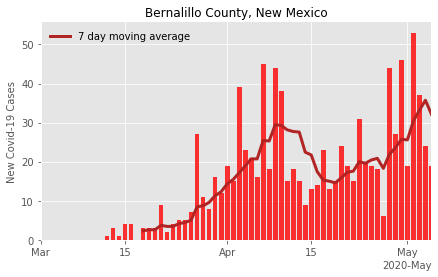 Bernalillo County, New Mexico
7 day moving average
New Covid-19 Cases
50
40
30
20
10
0
Mar
15
Apr
15
May
2020-May